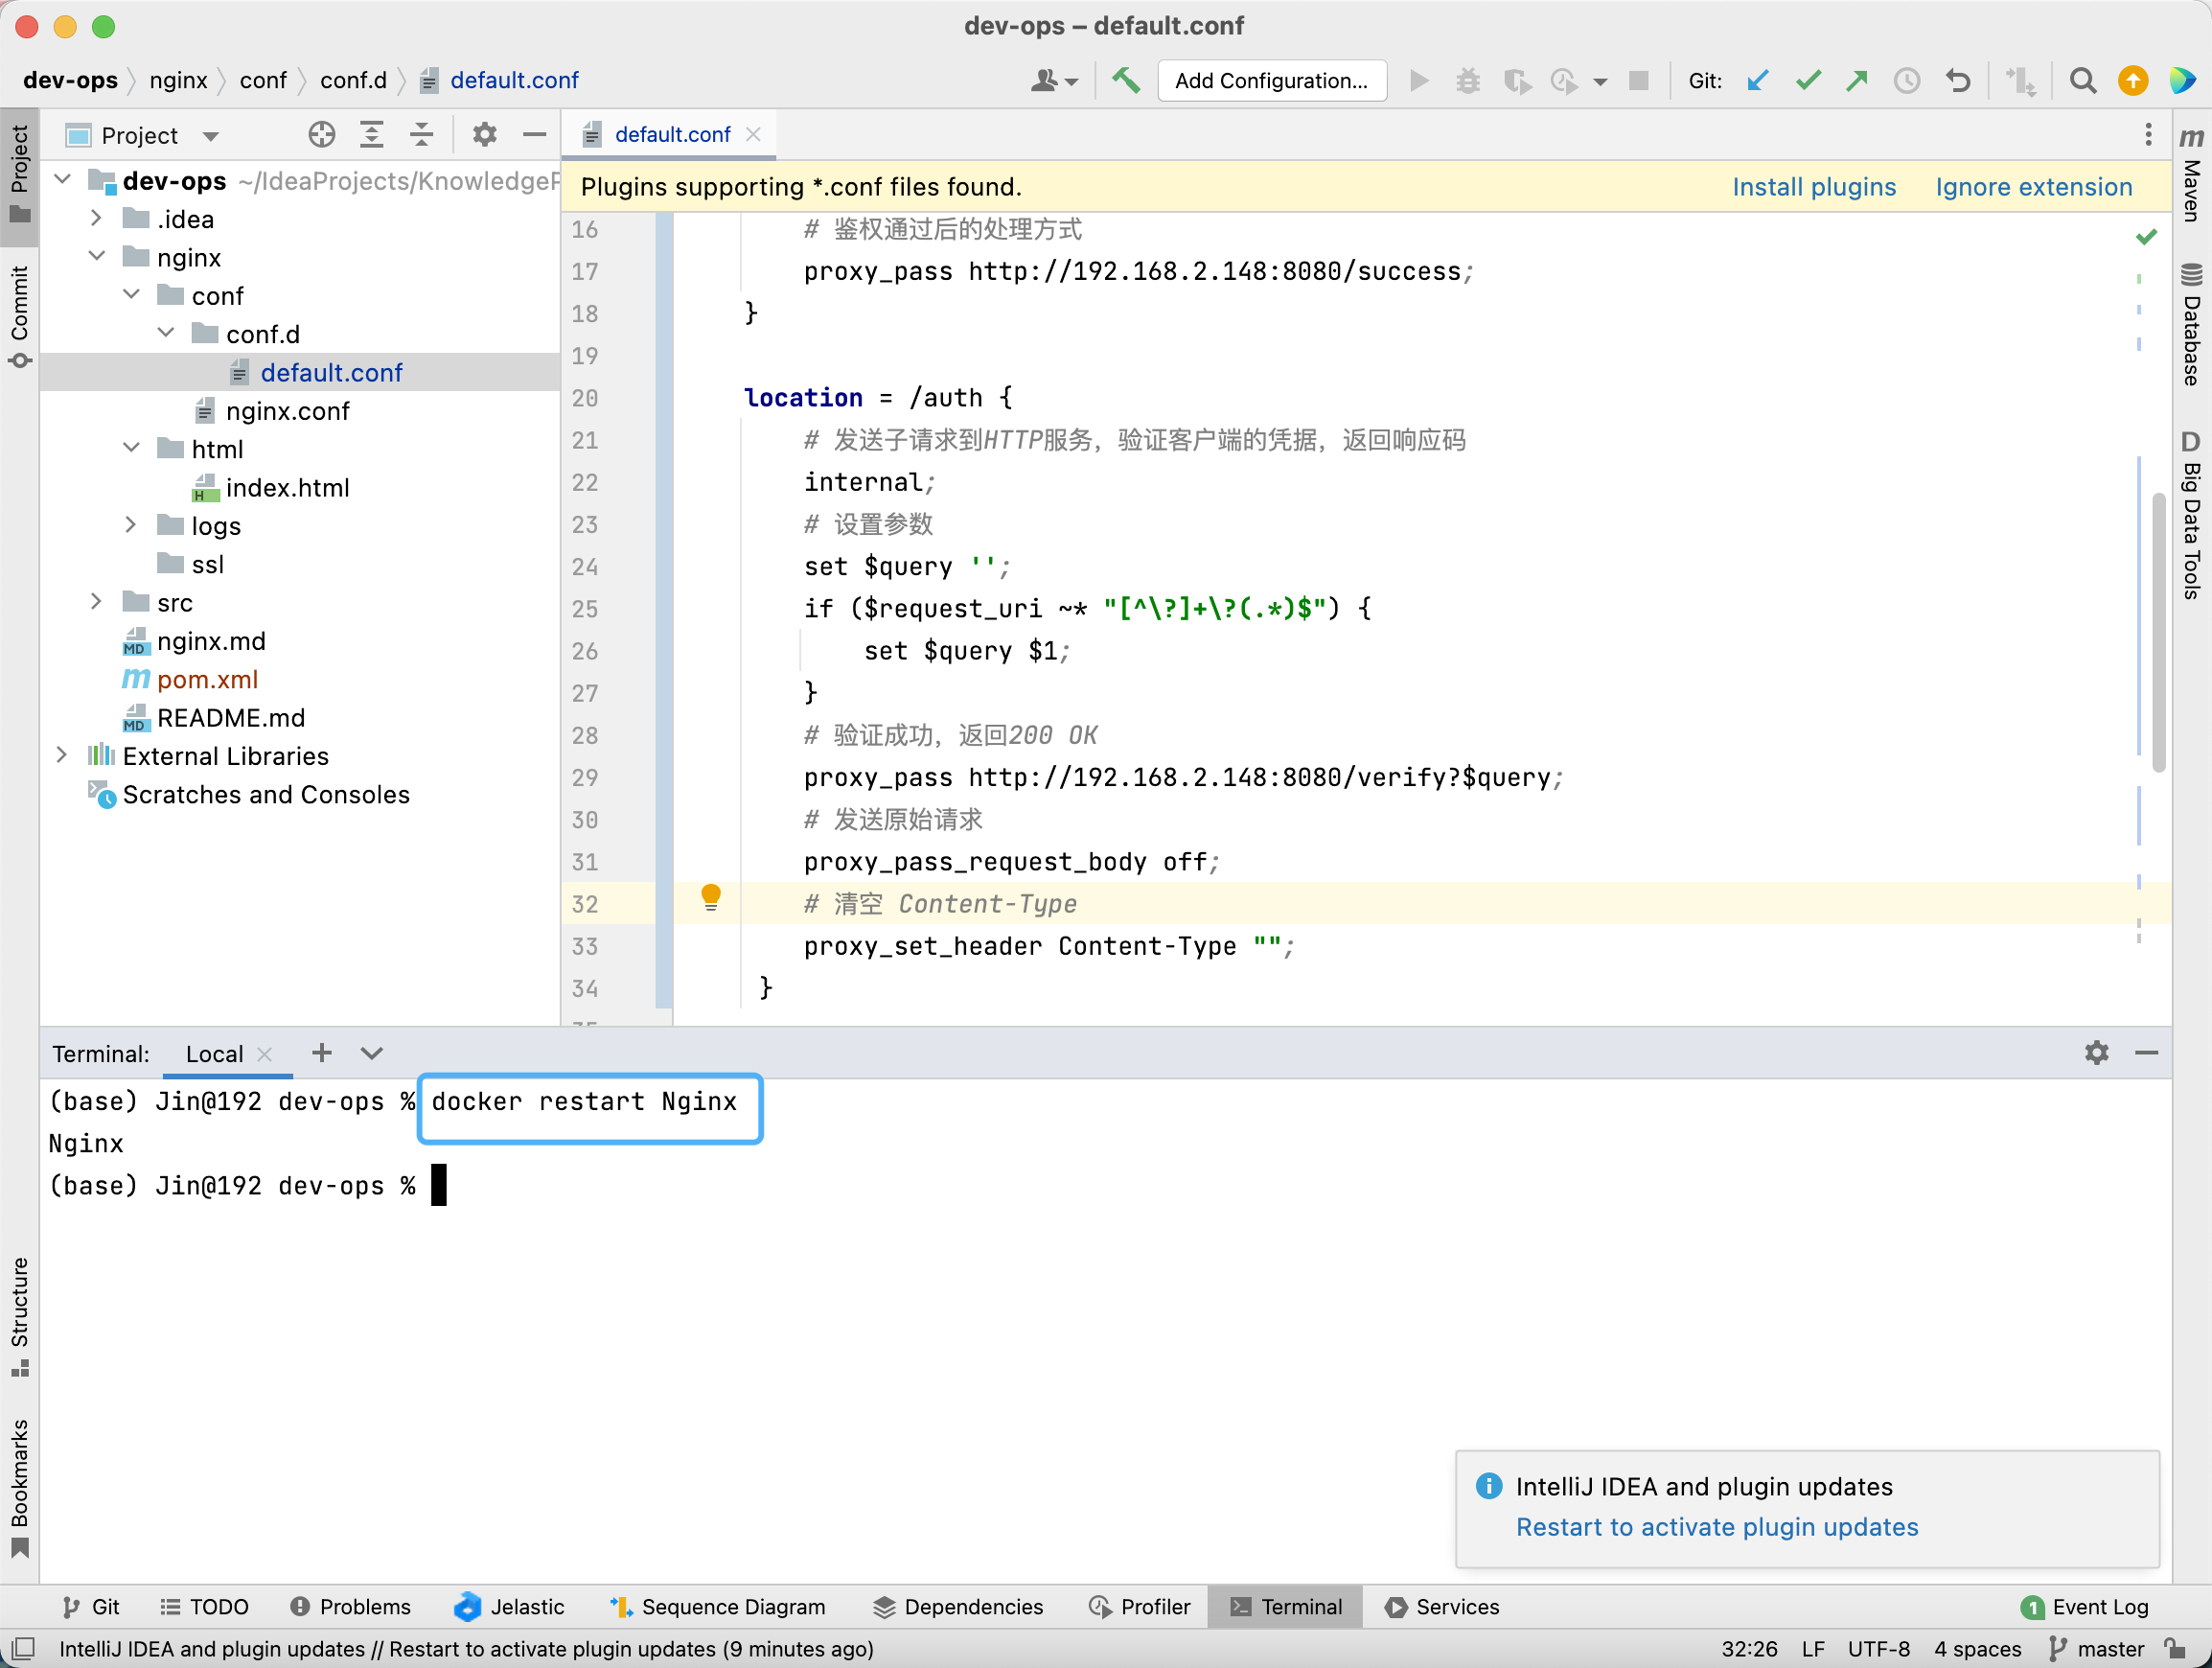 dev-ops – default.conf
dev-ops nginx conf conf.d default.conf
Add Configuration...
Git:
Project
default.conf
Project
Commit
Structure
Bookmarks
m
Maven
Database
D
Big Data Tools
dev-ops ~/IdeaProjects/Knowledge
.idea
nginx
conf
conf.d
default.conf
nginx.conf
html
index.html
logs
ssl
src
nginx.md
pom.xml
README.md
External Libraries
Scratches and Consoles
Plugins supporting *.conf files found. Install plugins Ignore extension
16 # 鉴权通过后的处理方式
17 proxy_pass http://192.168.2.148:8080/success;
18 }
19
20 location = /auth {
21 # 发送子请求到HTTP服务，验证客户端的凭据，返回响应码
22 internal;
23 # 设置参数
24 set $query '';
25 if ($request_uri ~* "[^\?]+\?(.*)$") {
26 set $query $1;
27 }
28 # 验证成功，返回200 OK
29 proxy_pass http://192.168.2.148:8080/verify?$query;
30 # 发送原始请求
31 proxy_pass_request_body off;
32 # 清空 Content-Type
33 proxy_set_header Content-Type "";
34 }
Terminal: Local
(base) Jin@192 dev-ops % docker restart Nginx
Nginx
(base) Jin@192 dev-ops %
IntelliJ IDEA and plugin updates
Restart to activate plugin updates
Git TODO Problems Jelastic Sequence Diagram Dependencies Profiler Terminal Services 1 Event Log
IntelliJ IDEA and plugin updates // Restart to activate plugin updates (9 minutes ago) 32:26 LF UTF-8 4 spaces master